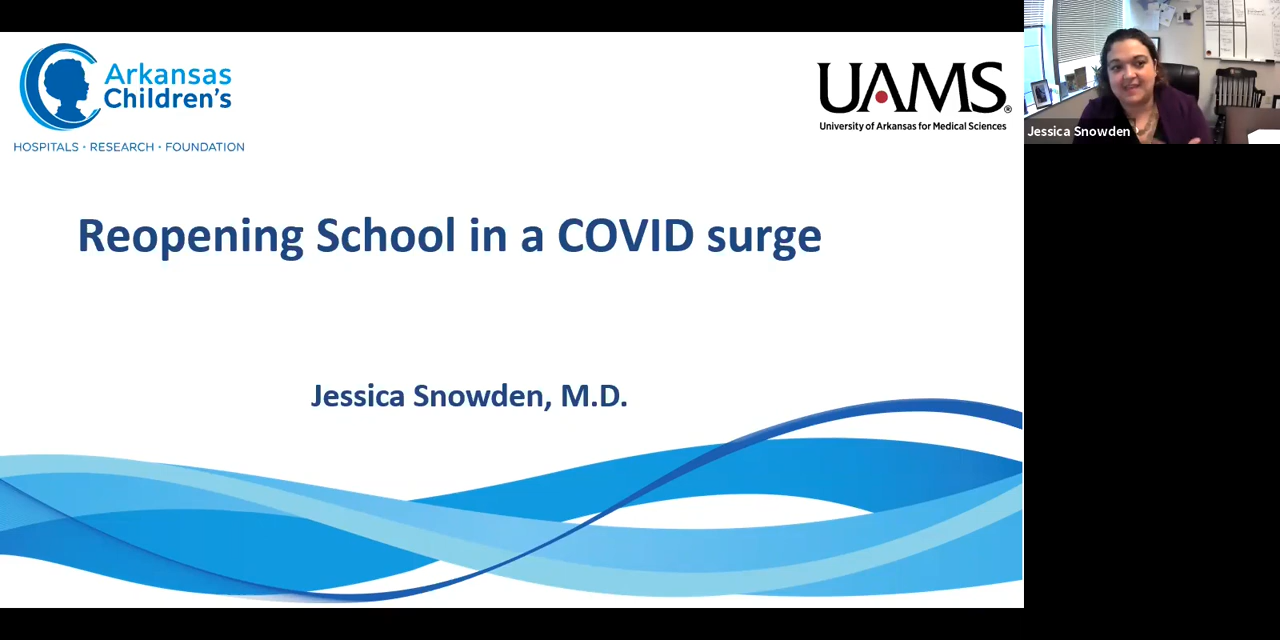 Arkansas
Children's
HOSPITALS • RESEARCH • FOUNDATION
UAMS®
University of Arkansas for Medical Sciences
Jessica Snowden
Reopening School in a COVID surge
Jessica Snowden, M.D.